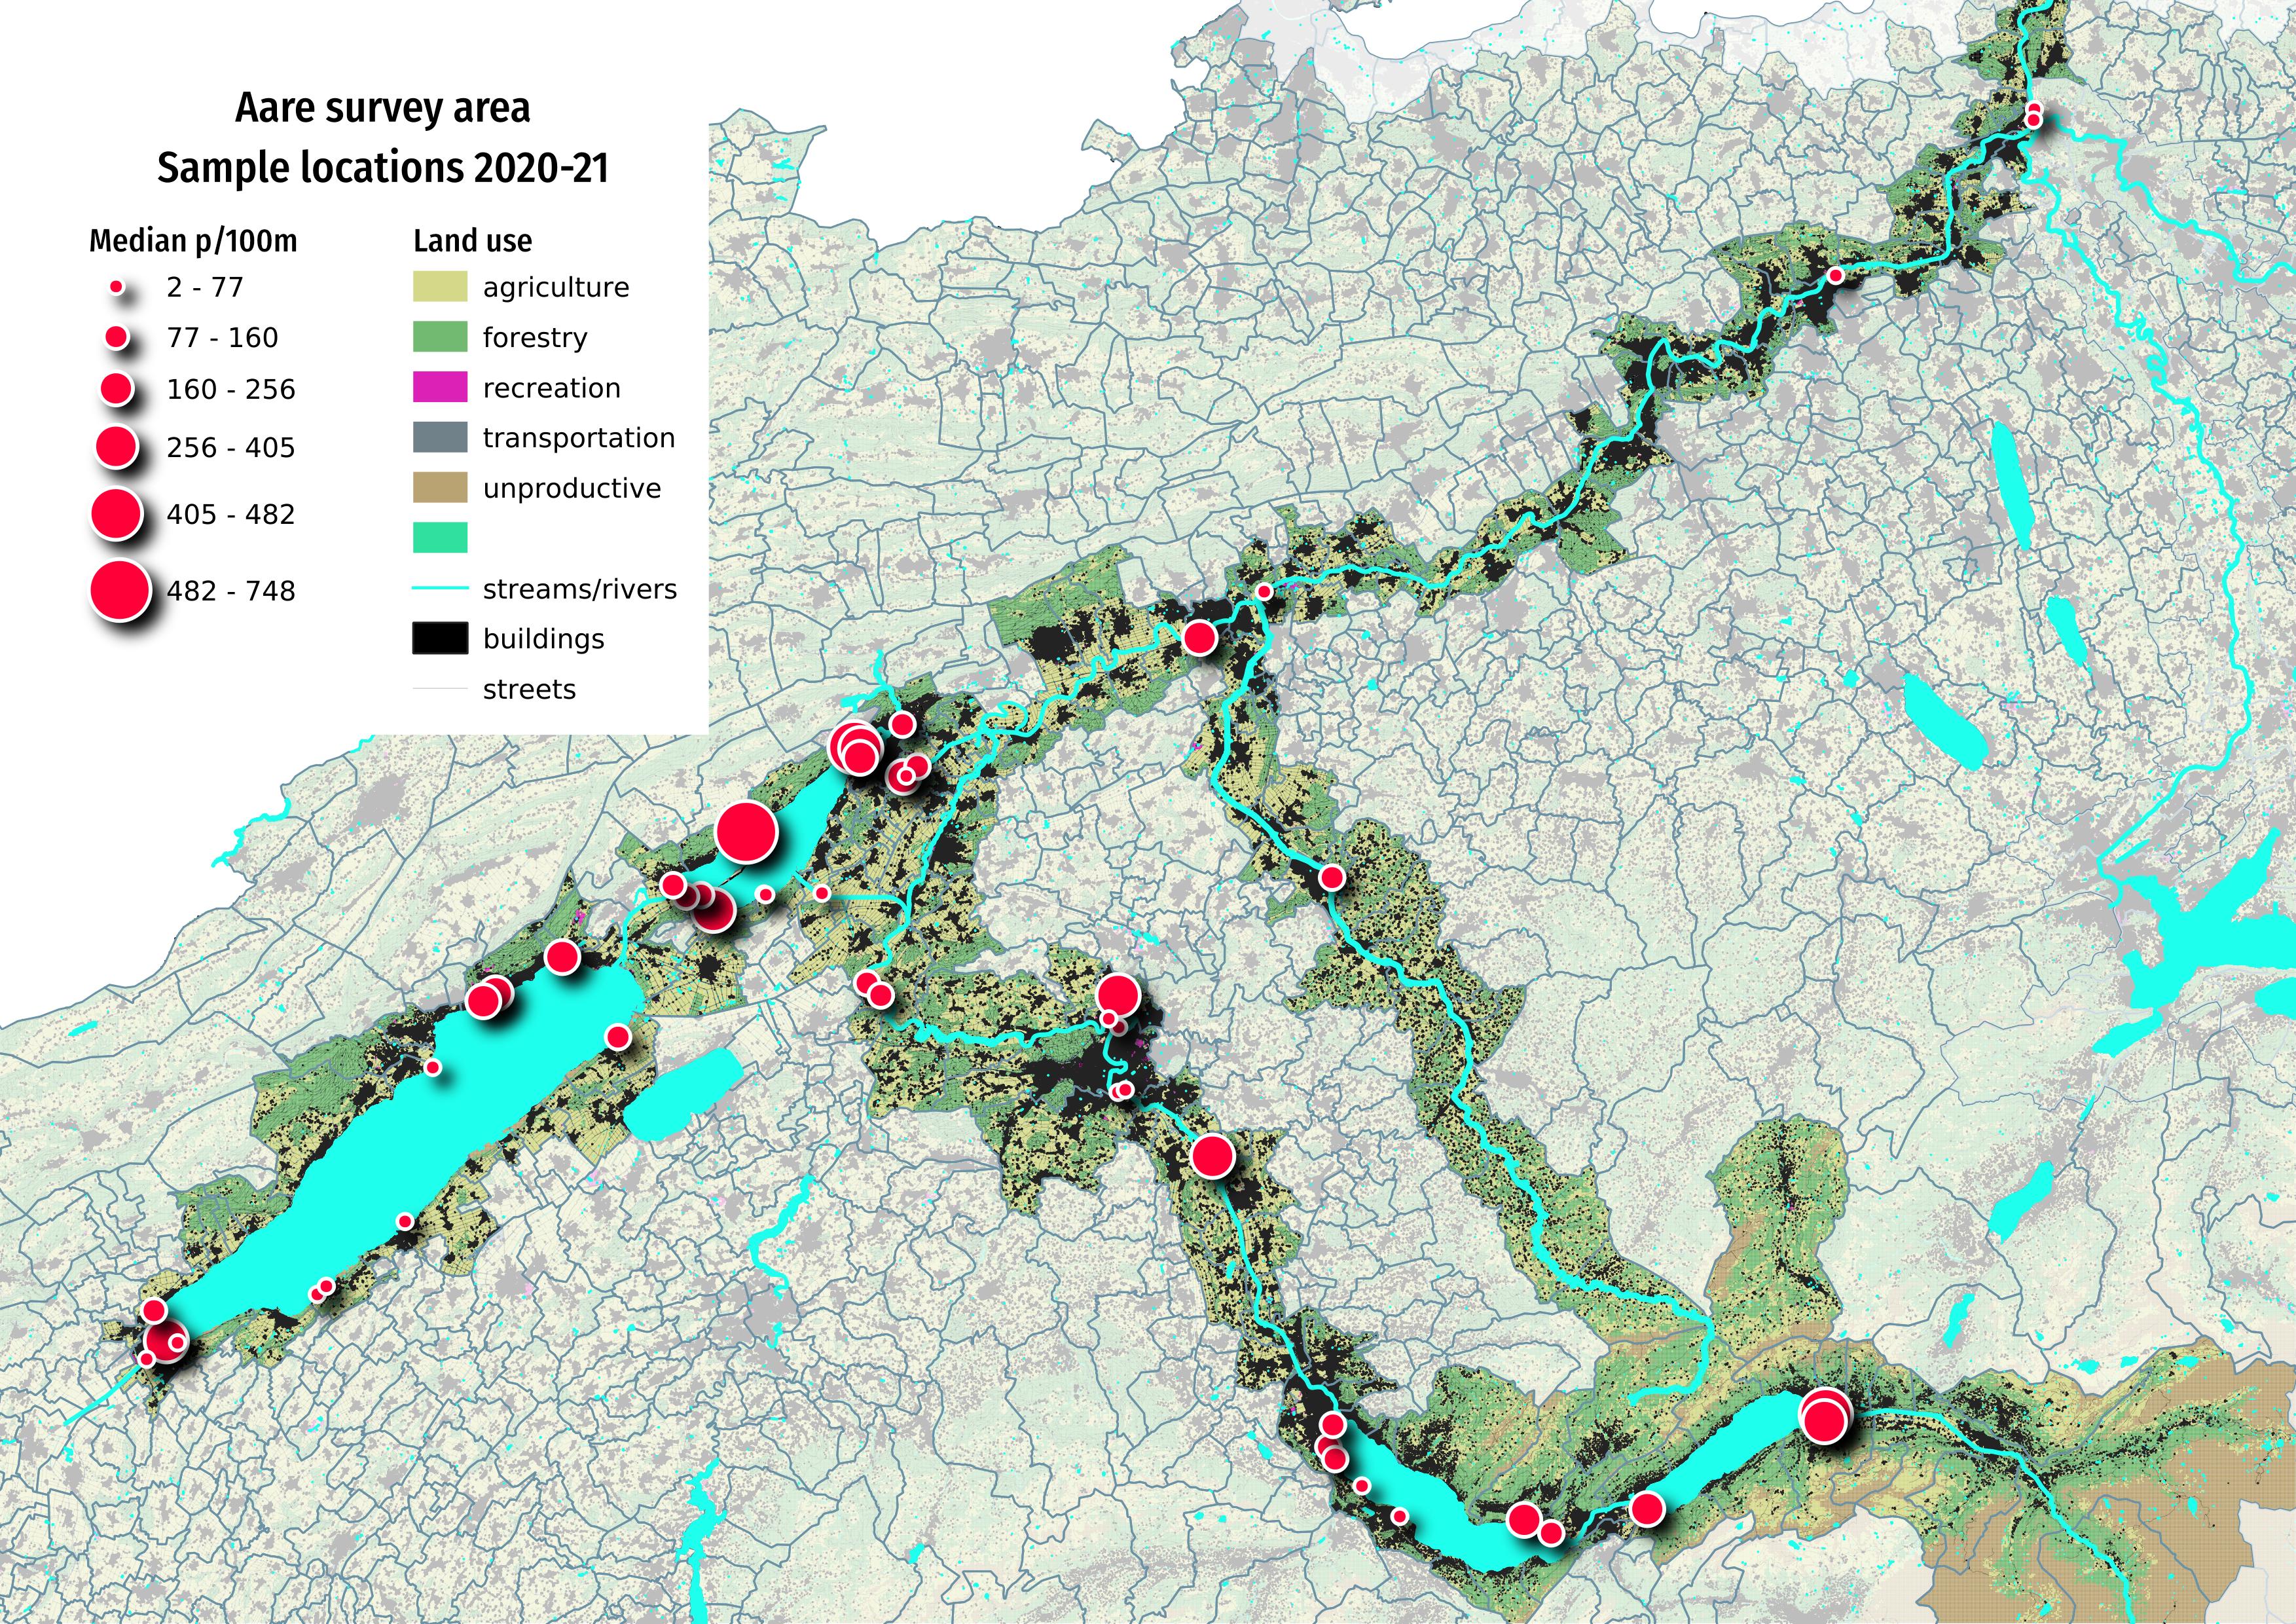 Aare survey area
Sample locations 2020-21
Median p/100m
2 - 77
77 - 160
160 - 256
256 - 405
405 - 482
482 - 748
Land use
agriculture
forestry
recreation
transportation
unproductive
streams/rivers
buildings
streets